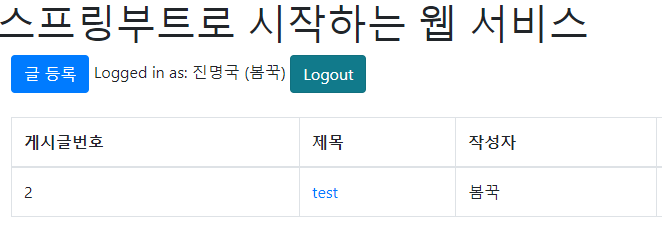 스프링부트로 시작하는 웹 서비스
글 등록 Logged in as: 진명국 (봄꾹) Logout
게시글번호 제목 작성자
2 test 봄꾹